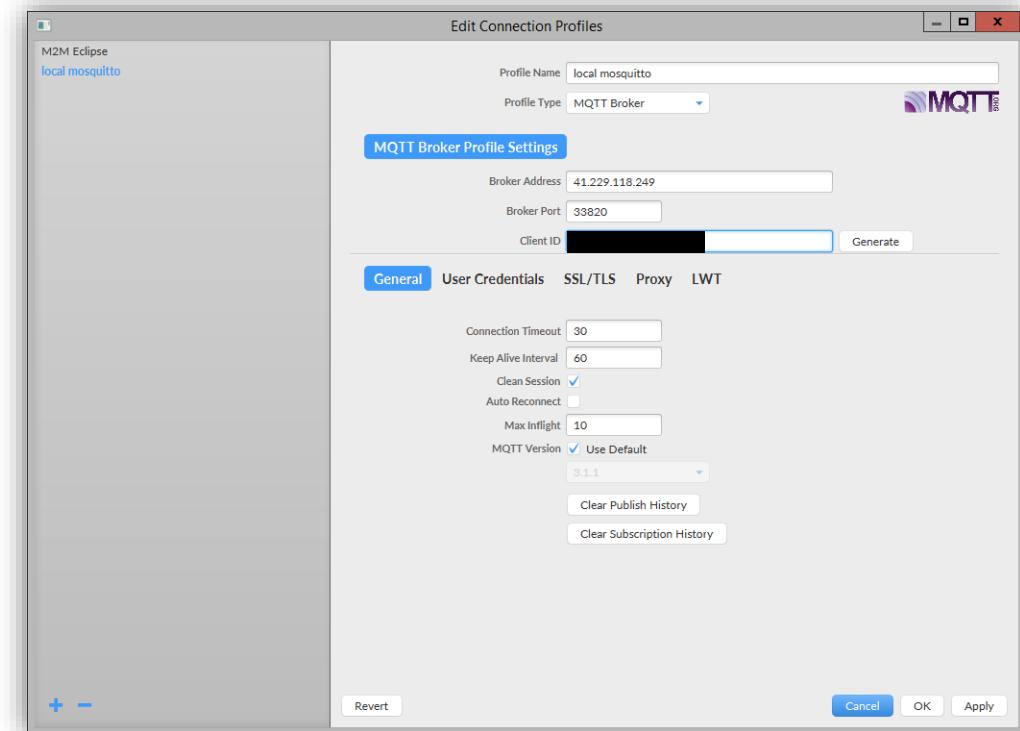 Edit Connection Profiles
M2M Eclipse
local mosquitto
Profile Name local mosquitto
Profile Type MQTT Broker
MQTT.ORG
MQTT Broker Profile Settings
Broker Address 41.229.118.249
Broker Port 33820
Client ID Generate
General User Credentials SSL/TLS Proxy LWT
Connection Timeout 30
Keep Alive Interval 60
Clean Session
Auto Reconnect
Max Inflight 10
MQTT Version Use Default
3.1.1
Clear Publish History
Clear Subscription History
Revert Cancel OK Apply